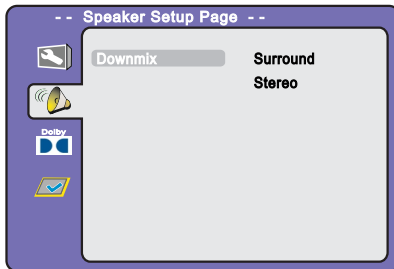 -- Speaker Setup Page --
Downmix Surround
Stereo
Dolby